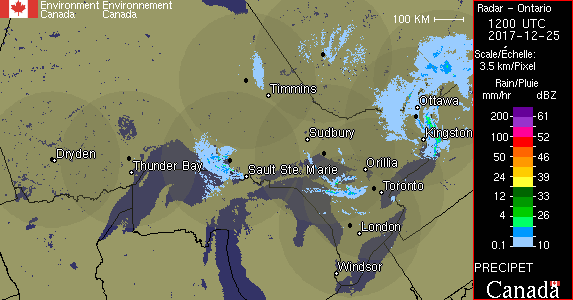 Environment Environnement
Canada Canada
100 KM
Timmins
Ottawa
Kingston
Sudbury
Dryden
Thunder Bay
Sault Ste. Marie
Orillia
Toronto
London
Windsor
Radar - Ontario
1200 UTC
2017-12-25
Scale/Échelle:
3.5 km/Pixel
Rain/Pluie
mm/hr dBZ
200 61
100 52
50 46
24 39
12 33
4 26
0.1 10
PRECIPET
Canada